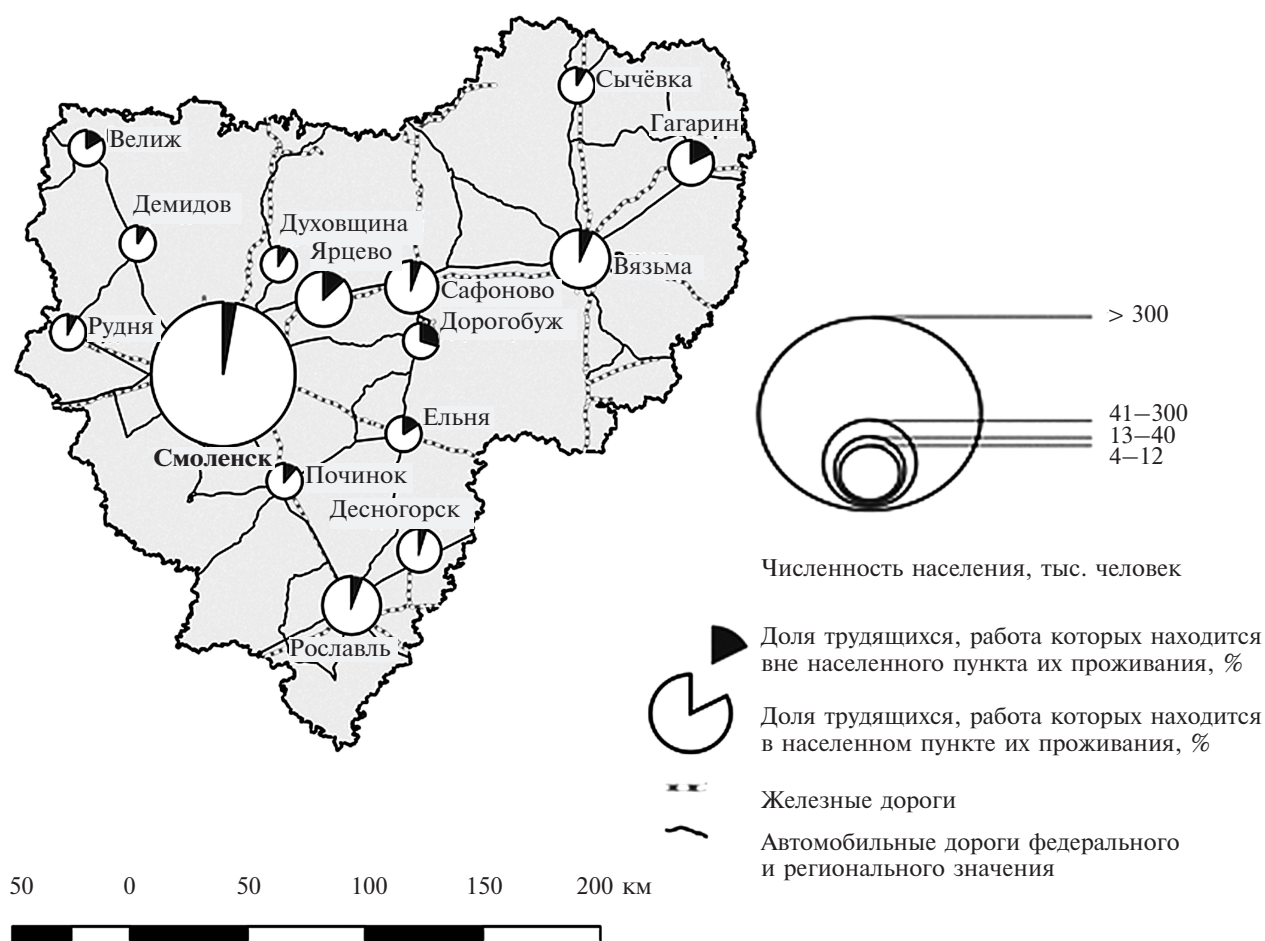 Сычёвка
Гагарин
Велиж
Демидов
Духовщина
Ярцево
Вязьма
Сафоново
Рудня
Дорогобуж
Ельня
Смоленск
Починок
Десногорск
Рославль
> 300
41—300
13—40
4—12
Численность населения, тыс. человек
Доля трудящихся, работа которых находится
вне населенного пункта их проживания, %
Доля трудящихся, работа которых находится
в населенном пункте их проживания, %
Железные дороги
Автомобильные дороги федерального
и регионального значения
50 0 50 100 150 200 км